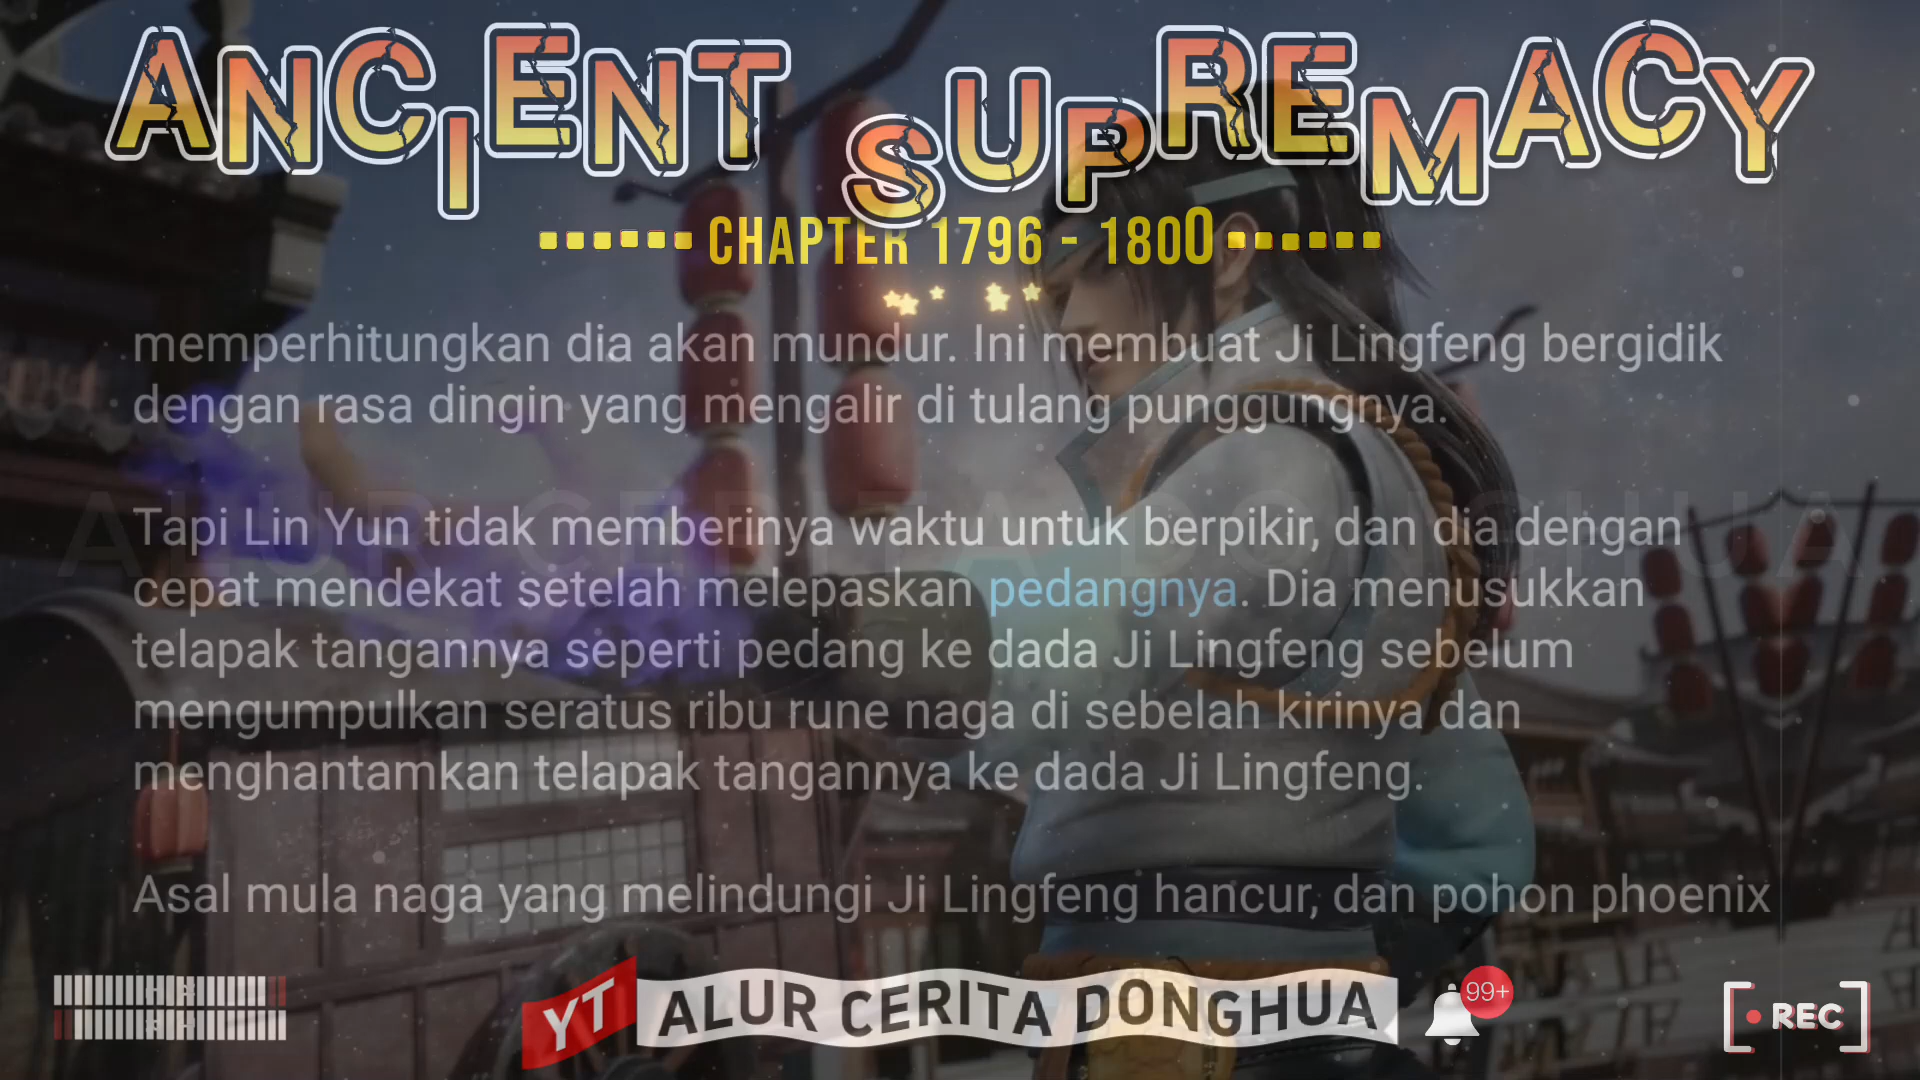 ANCIENT SUPREMACY
CHAPTER 1796 - 1800
memperhitungkan dia akan mundur. Ini membuat Ji Lingfeng bergidik
dengan rasa dingin yang mengalir di tulang punggungnya.
ALUR CERITA DONGHUA
Tapi Lin Yun tidak memberinya waktu untuk berpikir, dan dia dengan
cepat mendekat setelah melepaskan pedangnya. Dia menusukkan
telapak tangannya seperti pedang ke dada Ji Lingfeng sebelum
mengumpulkan seratus ribu rune naga di sebelah kirinya dan
menghantamkan telapak tangannya ke dada Ji Lingfeng.
Asal mula naga yang melindungi Ji Lingfeng hancur, dan pohon phoenix
YT ALUR CERITA DONGHUA
99+
REC